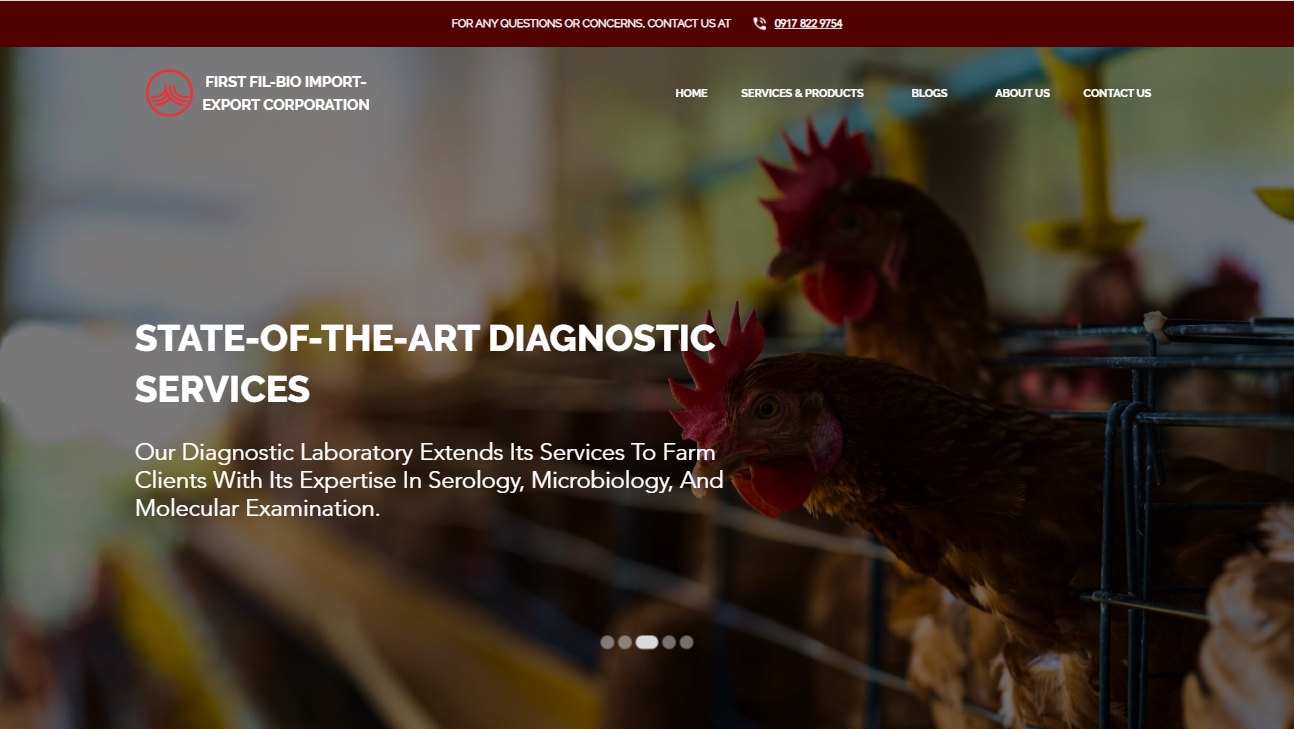 FOR ANY QUESTIONS OR CONCERNS. CONTACT US AT 0917 822 9754
FIRST FIL-BIO IMPORT-
EXPORT CORPORATION
HOME SERVICES & PRODUCTS BLOGS ABOUT US CONTACT US
STATE-OF-THE-ART DIAGNOSTIC
SERVICES
Our Diagnostic Laboratory Extends Its Services To Farm
Clients With Its Expertise In Serology, Microbiology, And
Molecular Examination.